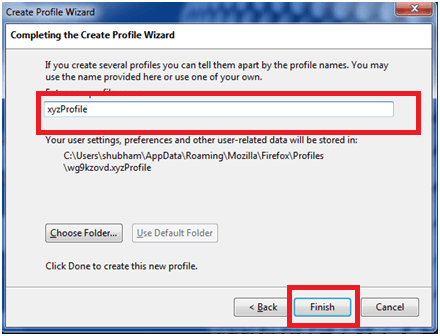 Create Profile Wizard
Completing the Create Profile Wizard
If you create several profiles you can tell them apart by the profile names. You may
use the name provided here or use one of your own.
xyzProfile
Your user settings, preferences and other user-related data will be stored in:
C:\Users\shubham\AppData\Roaming\Mozilla\Firefox\Profiles
\wg9kzovd.xyzProfile
Choose Folder...
Use Default Folder
Click Done to create this new profile.
< Back
Finish
Cancel